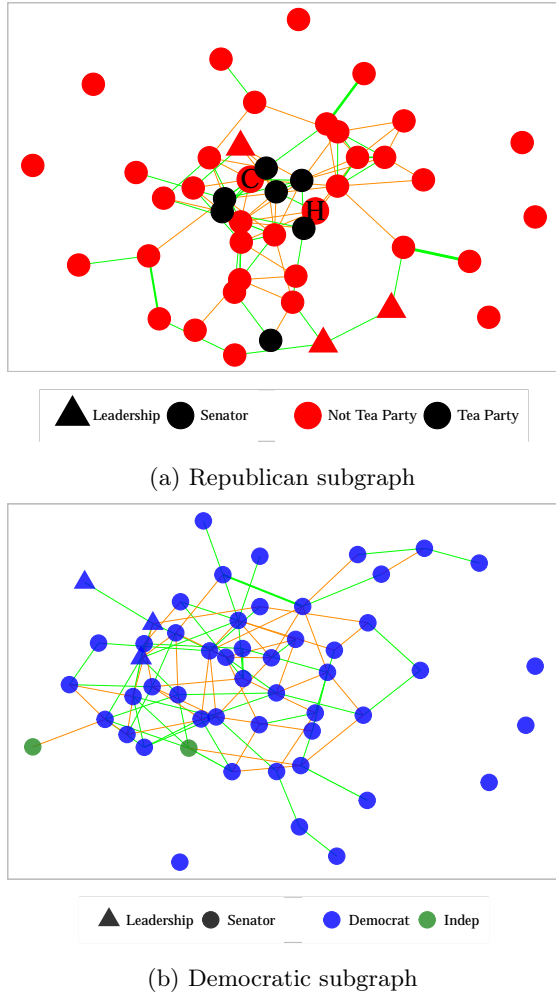 C
H
Leadership Senator Not Tea Party Tea Party
(a) Republican subgraph
Leadership Senator Democrat Indep
(b) Democratic subgraph